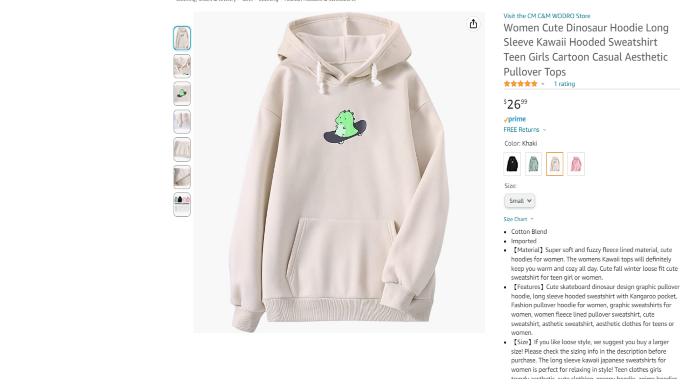 Visit the CM C&M WODRO Store
Women Cute Dinosaur Hoodie Long
Sleeve Kawaii Hooded Sweatshirt
Teen Girls Cartoon Casual Aesthetic
Pullover Tops
1 rating
$26⁹⁹
prime
FREE Returns
Color: Khaki
Size:
Small
Size Chart
Cotton Blend
Imported
【Material】Super soft and fuzzy fleece lined material, cute
hoodies for women. The womens Kawaii tops will definitely
keep you warm and cozy all day. Cute fall winter loose fit cute
sweatshirt for teen girl or women.
【Features】Cute skateboard dinosaur design graphic pullover
hoodie, long sleeve hooded sweatshirt with Kangaroo pocket.
Fashion pullover hoodie for women, graphic sweatshirts for
women, women fleece lined pullover sweatshirt, cute
sweatshirt, asthetic sweatshirt, aesthetic clothes for teens or
women.
【Size】If you like loose style, we suggest you buy a larger
size! Please check the sizing info in the description before
purchase. The long sleeve kawaii japanese sweatshirts for
women is perfect for relaxing in style! Teen clothes girls